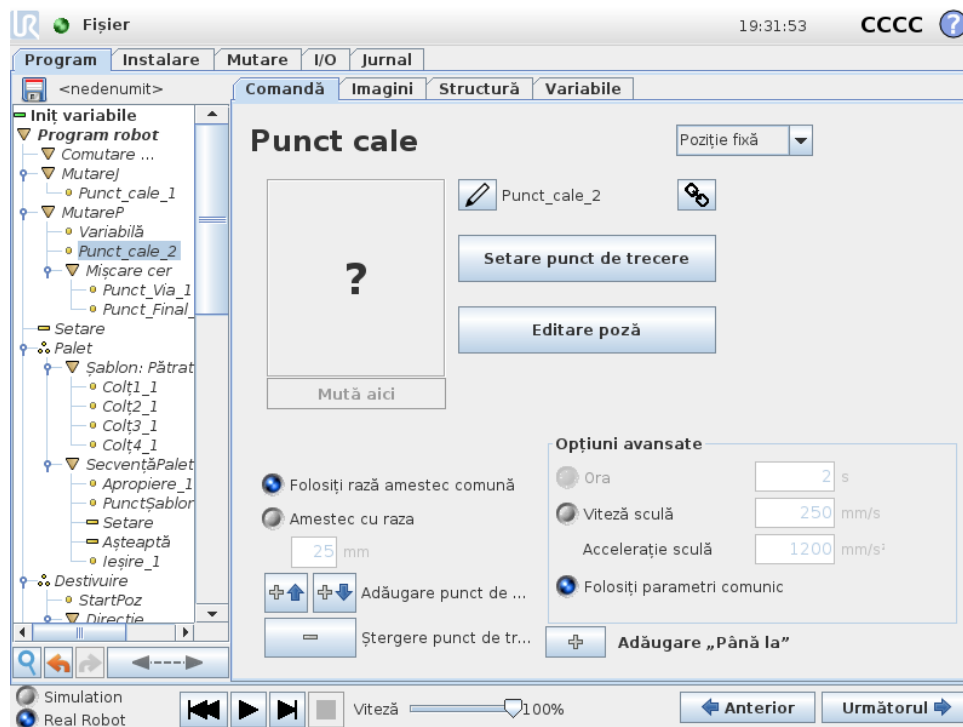 UR Fișier 19:31:53 CCCC ?
Program Instalare Mutare I/O Jurnal
<nedenumit>
Comandă Imagini Structură Variabile
Iniț variabile
Program robot
Comutare ...
MutareJ
Punct_cale_1
MutareP
Variabilă
Punct_cale_2
Mișcare cer
Punct_Via_1
Punct_Final_
Setare
Palet
Șablon: Pătrat
Colț1_1
Colț2_1
Colț3_1
Colț4_1
SecvențăPalet
Apropiere_1
PunctȘablor
Setare
Așteaptă
Ieșire_1
Destivuire
StartPoz
Direcție
Punct cale
Poziție fixă
Punct_cale_2
?
Setare punct de trecere
Editare poză
Mută aici
Folosiți rază amestec comună
Amestec cu raza
25 mm
Adăugare punct de ...
Ștergere punct de tr...
Opțiuni avansate
Ora 2 s
Viteză sculă 250 mm/s
Accelerație sculă 1200 mm/s²
Folosiți parametri comunic
Adăugare „Până la”
Simulation
Real Robot
Viteză 100%
Anterior
Următorul